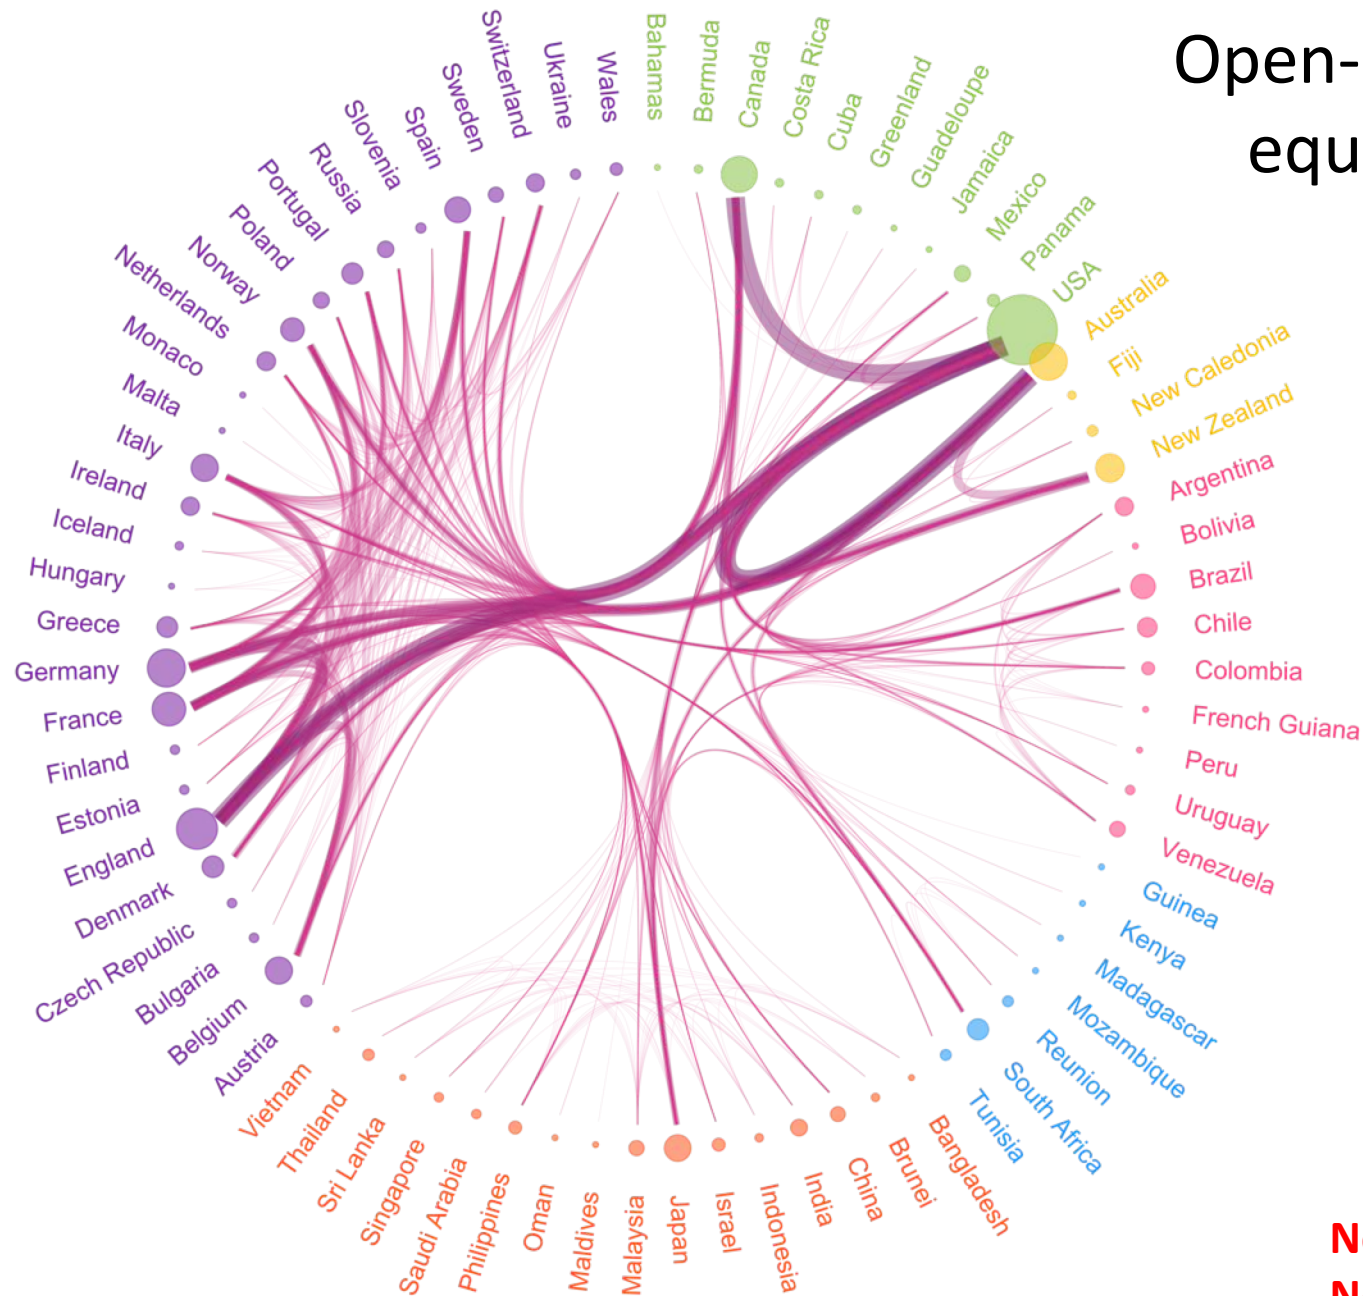 Open-
equ
Bahamas
Bermuda
Canada
Costa Rica
Cuba
Greenland
Guadeloupe
Jamaica
Mexico
Panama
USA
Australia
Fiji
New Caledonia
New Zealand
Argentina
Bolivia
Brazil
Chile
Colombia
French Guiana
Peru
Uruguay
Venezuela
Guinea
Kenya
Madagascar
Mozambique
Reunion
South Africa
Tunisia
Bangladesh
Brunei
China
India
Indonesia
Israel
Japan
Malaysia
Maldives
Oman
Philippines
Saudi Arabia
Singapore
Sri Lanka
Thailand
Vietnam
Austria
Belgium
Bulgaria
Czech Republic
Denmark
England
Estonia
Finland
France
Germany
Greece
Hungary
Iceland
Ireland
Italy
Malta
Monaco
Netherlands
Norway
Poland
Portugal
Russia
Slovenia
Spain
Sweden
Switzerland
Ukraine
Wales